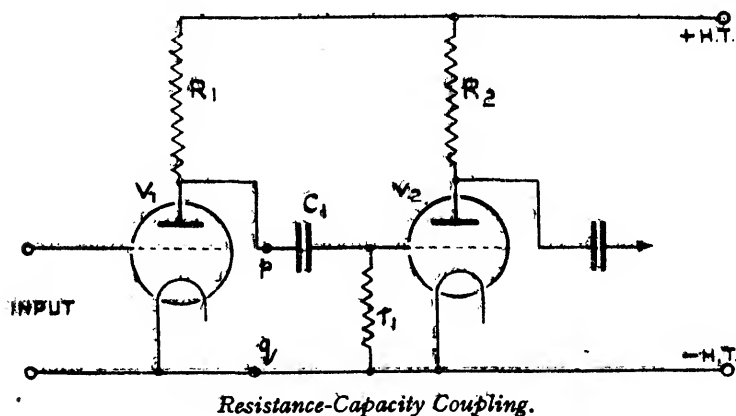 + H.T.
R1
R2
V1
V2
C1
p
INPUT
r1
q
- H.T.
Resistance-Capacity Coupling.